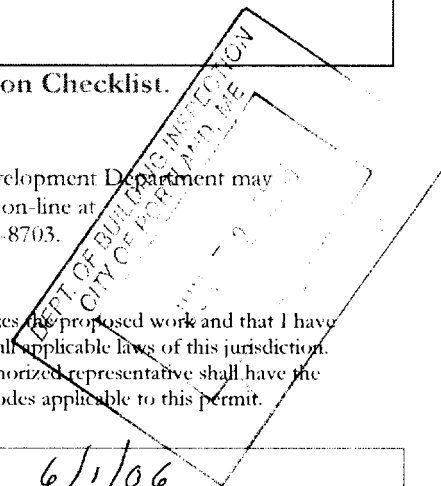 on Checklist.
velopment Department may
on-line at
-8703.
DEPT. OF BUILDING INSPECTION
CITY OF PORTLAND, ME
zes the proposed work and that I have
all applicable laws of this jurisdiction.
horized representative shall have the
odes applicable to this permit.
6/1/06